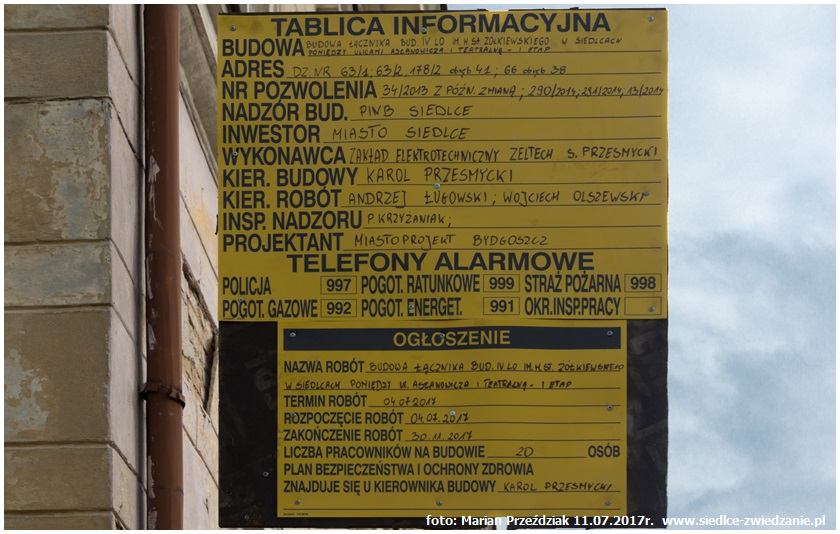 TABLICA INFORMACYJNA
BUDOWA BUDOWA ŁĄCZNIKA BUD. IV LO IM. H. ST. ŻÓŁKIEWSKIEGO W SIEDLCACH
POMIĘDZY ULICAMI ASŁANOWICZA I TEATRALNĄ - I ETAP
ADRES DZ. NR 63/1; 63/2, 178/2 obręb 41; 66 obręb 38
NR POZWOLENIA 34/2013 Z PÓŹN. ZMIANĄ; 290/2014, 291/2014, 13/2014
NADZÓR BUD. PINB SIEDLCE
INWESTOR MIASTO SIEDLCE
WYKONAWCA ZAKŁAD ELEKTROTECHNICZNY ZELTECH S. PRZESMYCKI
KIER. BUDOWY KAROL PRZESMYCKI
KIER. ROBÓT ANDRZEJ ŁUGOWSKI; WOJCIECH OLSZEWSKI
INSP. NADZORU P. KRZYŻANIAK;
PROJEKTANT MIASTOPROJEKT BYDGOSZCZ
TELEFONY ALARMOWE
POLICJA 997 POGOT. RATUNKOWE 999 STRAŻ POŻARNA 998
POGOT. GAZOWE 992 POGOT. ENERGET. 991 OKR.INSP.PRACY
OGŁOSZENIE
NAZWA ROBÓT BUDOWA ŁĄCZNIKA BUD. IV LO IM. H. ST. ŻÓŁKIEWSKIEGO
W SIEDLCACH POMIĘDZY UL. ASŁANOWICZA I TEATRALNĄ - I ETAP
TERMIN ROBÓT 04.07.2017
ROZPOCZĘCIE ROBÓT 04.07.2017
ZAKOŃCZENIE ROBÓT 30.11.2017
LICZBA PRACOWNIKÓW NA BUDOWIE 20 OSÓB
PLAN BEZPIECZEŃSTWA I OCHRONY ZDROWIA
ZNAJDUJE SIĘ U KIEROWNIKA BUDOWY KAROL PRZESMYCKI
foto: Marian Przeździak 11.07.2017r. www.siedlce-zwiedzanie.pl